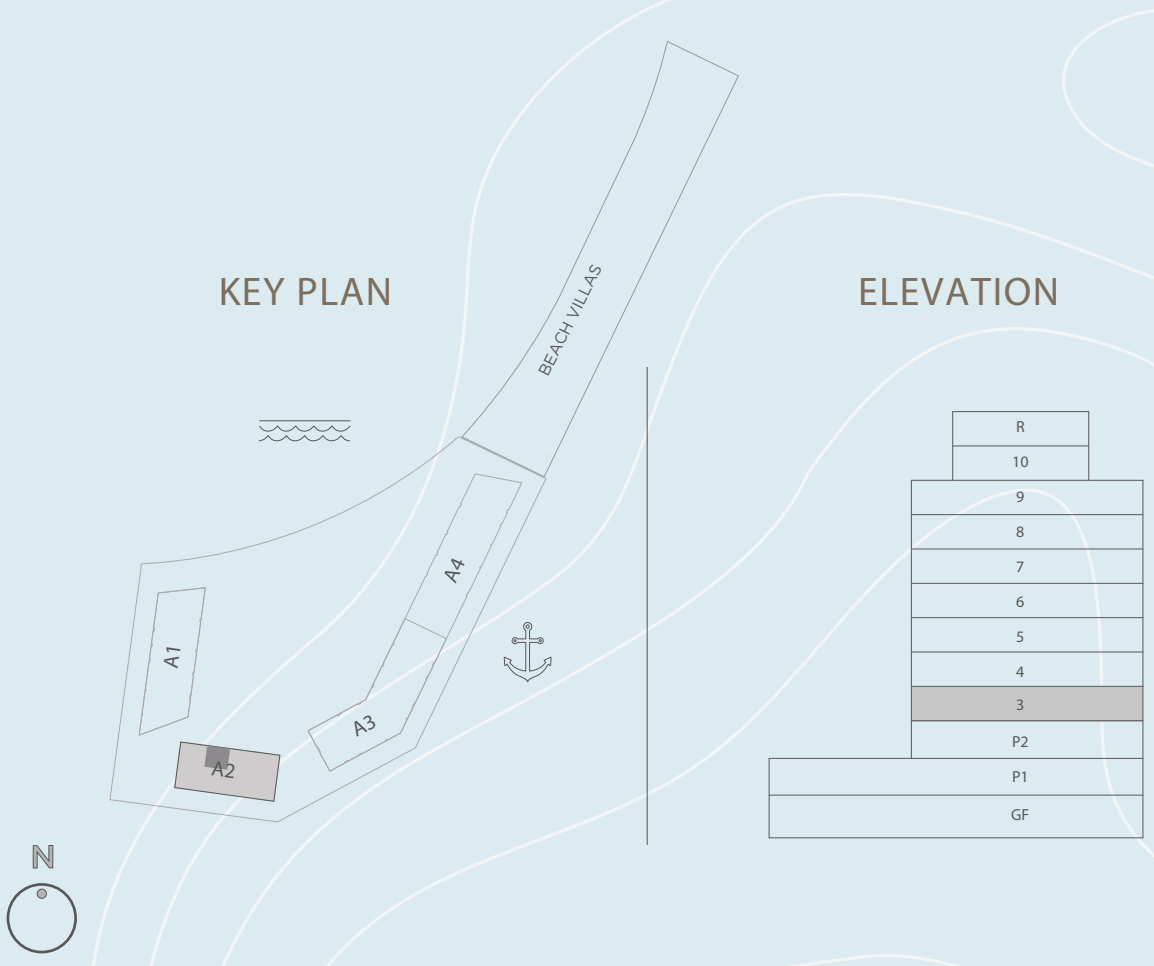 KEY PLAN
ELEVATION
BEACH VILLAS
A4
A1
A3
A2
N
R
10
9
8
7
6
5
4
3
P2
P1
GF